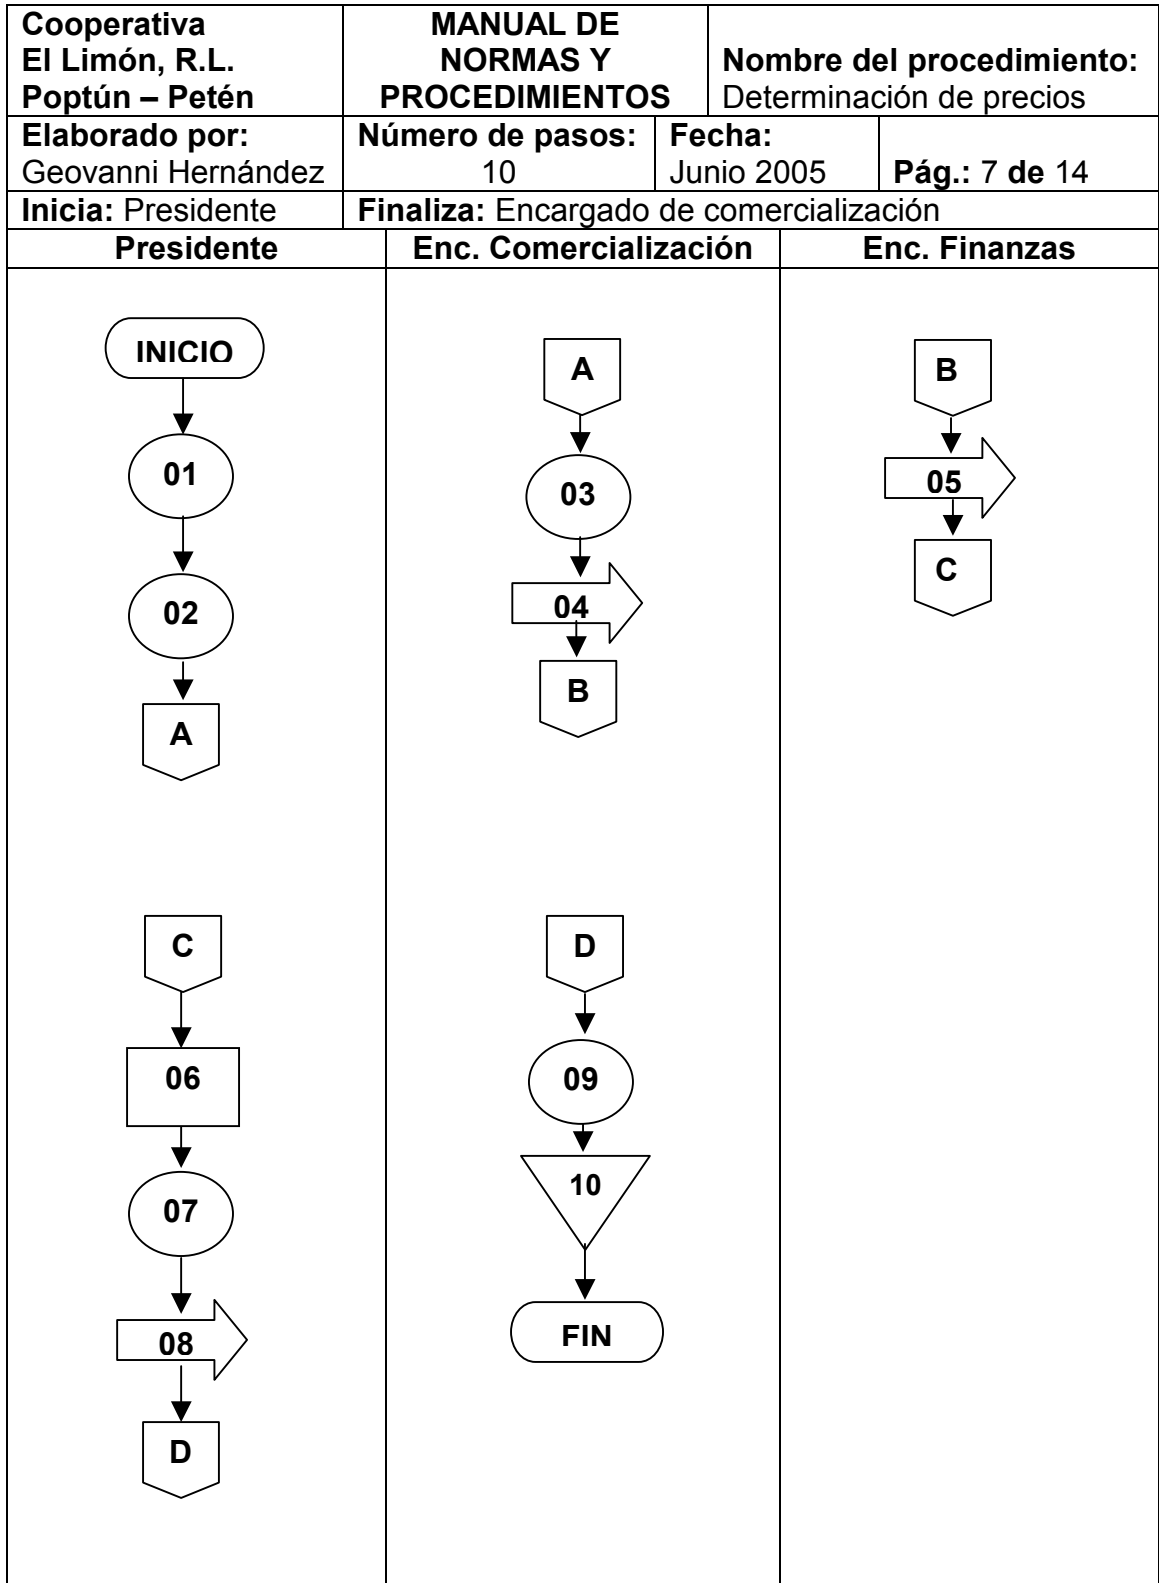 Cooperativa
El Limón, R.L.
Poptún – Petén
MANUAL DE
NORMAS Y
PROCEDIMIENTOS
Nombre del procedimiento:
Determinación de precios
Elaborado por:
Geovanni Hernández
Número de pasos:
10
Fecha:
Junio 2005
Pág.: 7 de 14
Inicia: Presidente
Finaliza: Encargado de comercialización
Presidente
Enc. Comercialización
Enc. Finanzas
INICIO
01
02
A
A
03
04
B
B
05
C
C
06
07
08
D
D
09
10
FIN